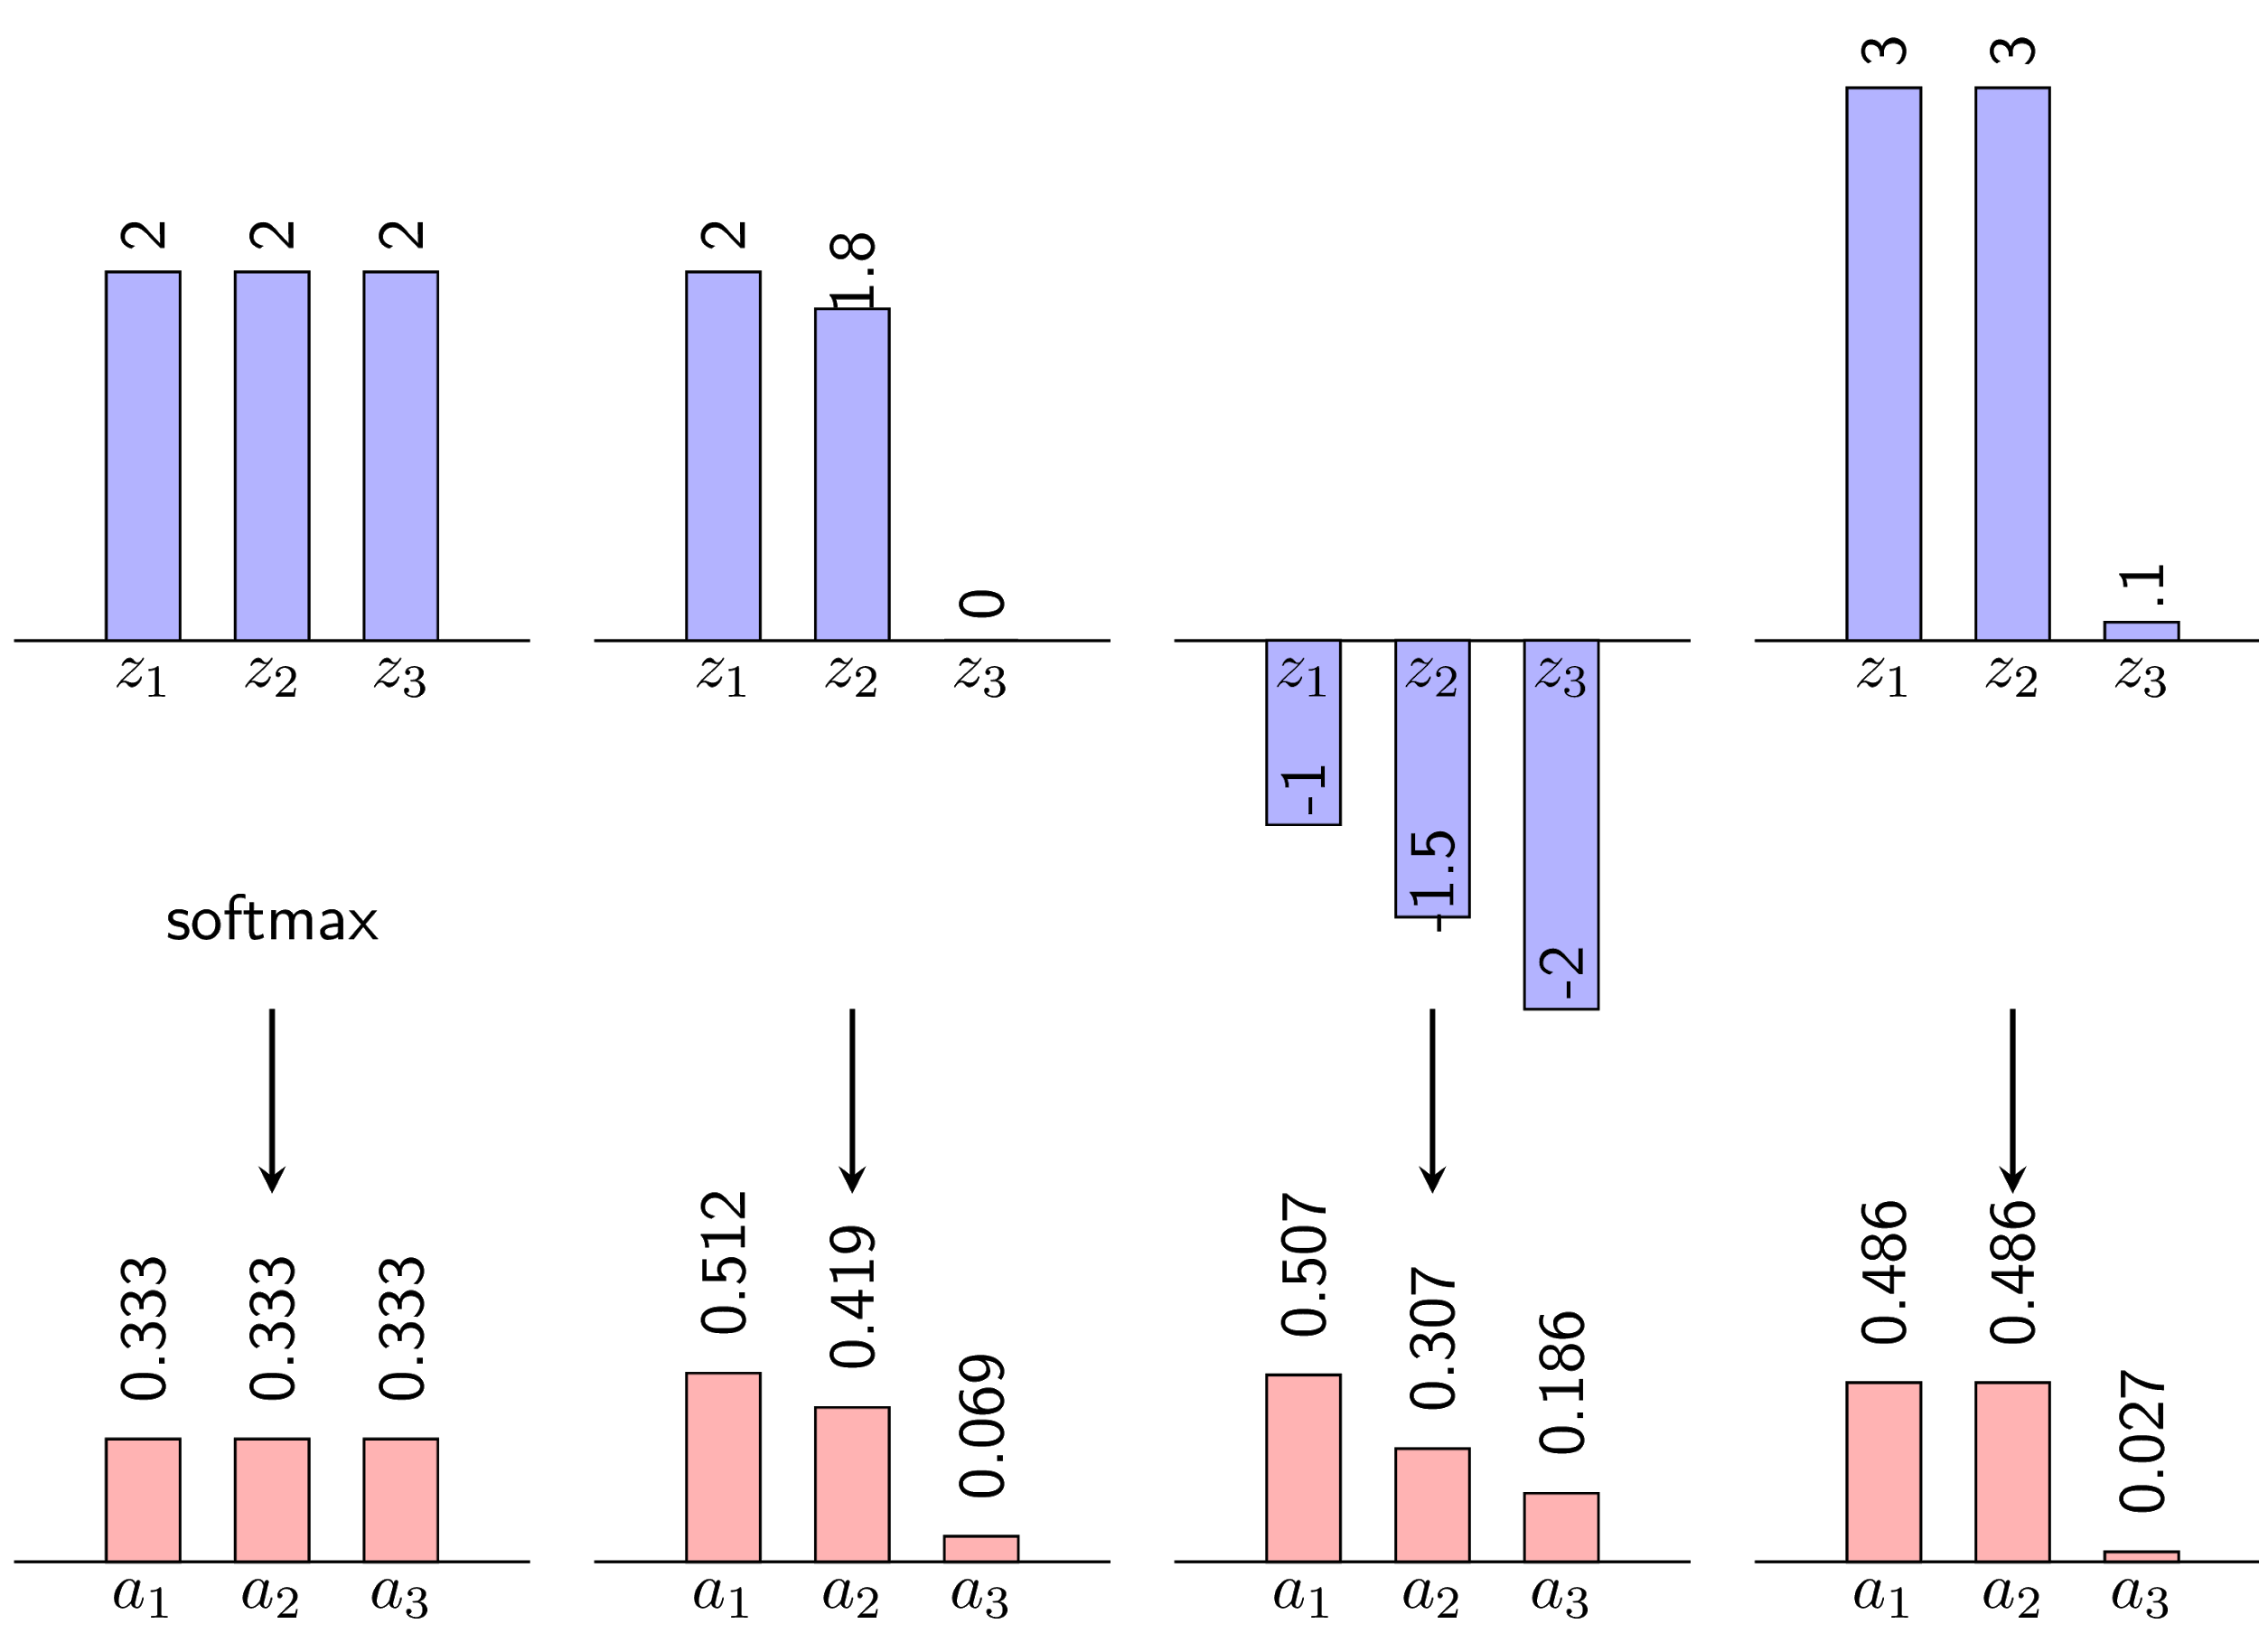 2 2 2 2 1.8 0 3 3 .1
z1 z2 z3 z1 z2 z3 z1 z2 z3 z1 z2 z3
-1 -1.5 -2
softmax
0.333 0.333 0.333 0.512 0.419 0.069 0.507 0.307 0.186 0.486 0.486 0.027
a1 a2 a3 a1 a2 a3 a1 a2 a3 a1 a2 a3